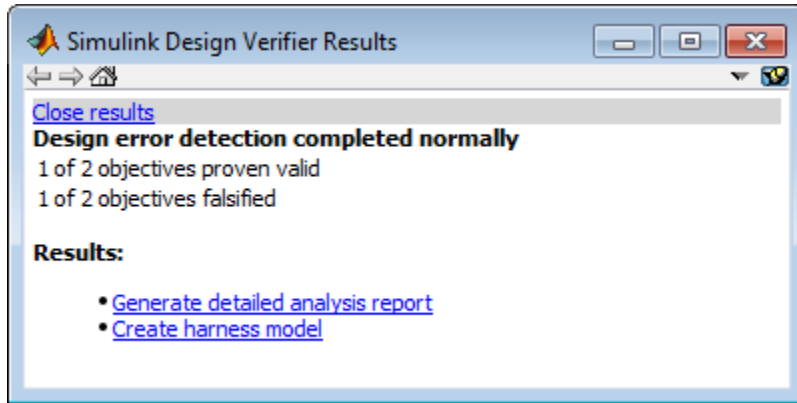 Simulink Design Verifier Results
Close results
Design error detection completed normally
1 of 2 objectives proven valid
1 of 2 objectives falsified
Results:
• Generate detailed analysis report
• Create harness model